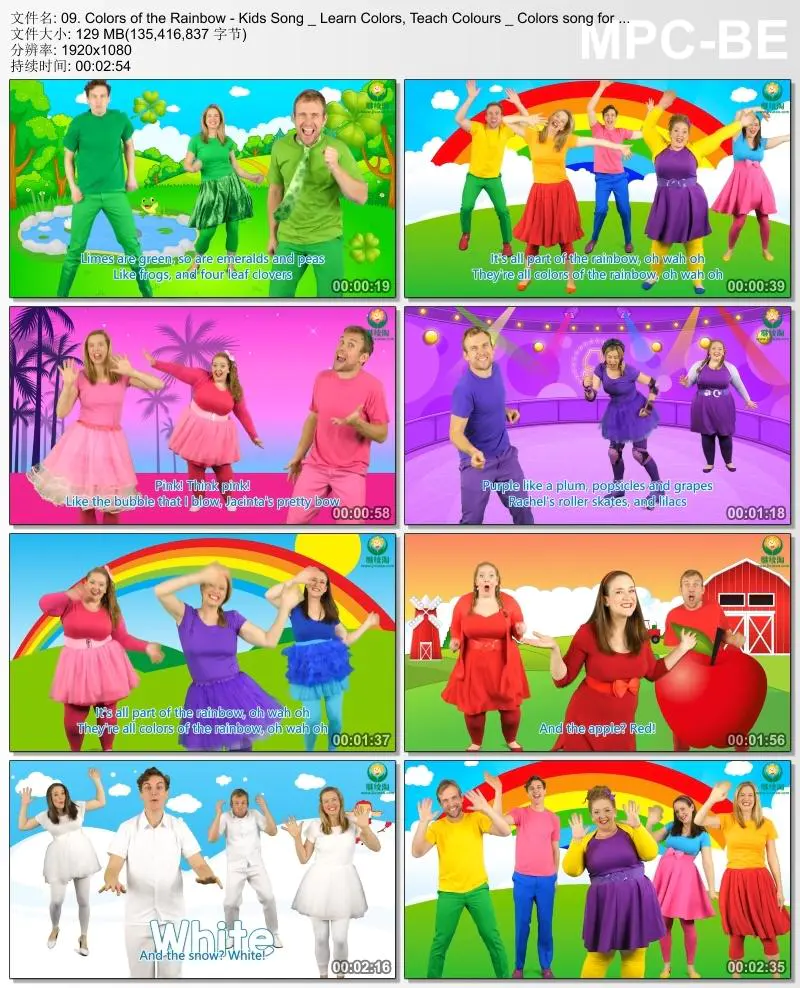 文件名: 09. Colors of the Rainbow - Kids Song _ Learn Colors, Teach Colours _ Colors song for ...
文件大小: 129 MB(135,416,837 字节)
分辨率: 1920x1080
持续时间: 00:02:54
MPC-BE
Limes are green, so are emeralds and peas
Like frogs, and four leaf clovers
00:00:19
It's all part of the rainbow, oh wah oh
They're all colors of the rainbow, oh wah oh
00:00:39
Pink! Think pink!
Like the bubble that I blow, Jacinta's pretty bow
00:00:58
Purple like a plum, popsicles and grapes
Rachel's roller skates, and lilacs
00:01:18
It's all part of the rainbow, oh wah oh
They're all colors of the rainbow, oh wah oh
00:01:37
And the apple? Red!
00:01:56
White
And the snow? White!
00:02:16
00:02:35